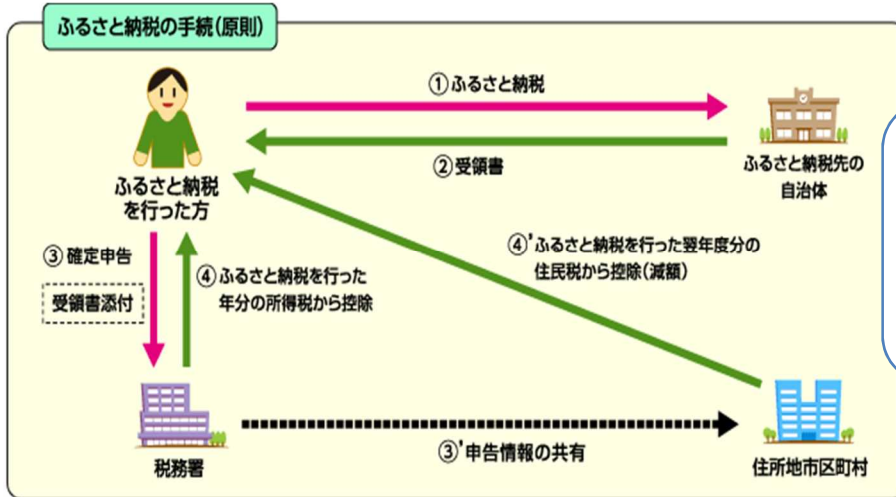 ふるさと納税の手続(原則)
①ふるさと納税
②受領書
ふるさと納税先の
自治体
ふるさと納税
を行った方
③確定申告
受領書添付
④ふるさと納税を行った
年分の所得税から控除
④'ふるさと納税を行った翌年度分の
住民税から控除(減額)
③'申告情報の共有
税務署
住所地市区町村